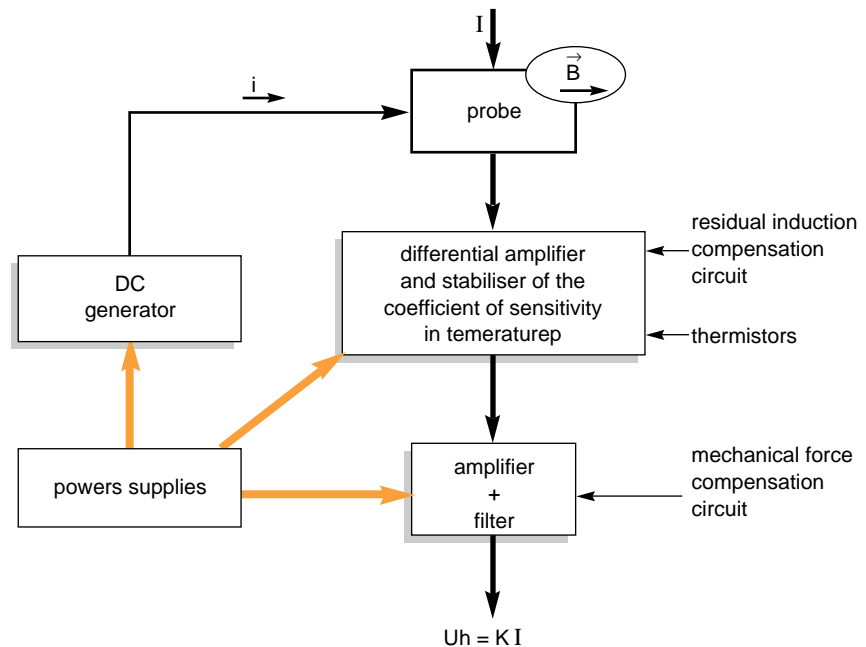 I
B
i
probe
residual induction
compensation
circuit
differential amplifier
and stabiliser of the
coefficient of sensitivity
in temeraturep
DC
generator
thermistors
mechanical force
compensation
circuit
amplifier
+
filter
powers supplies
Uh = K I